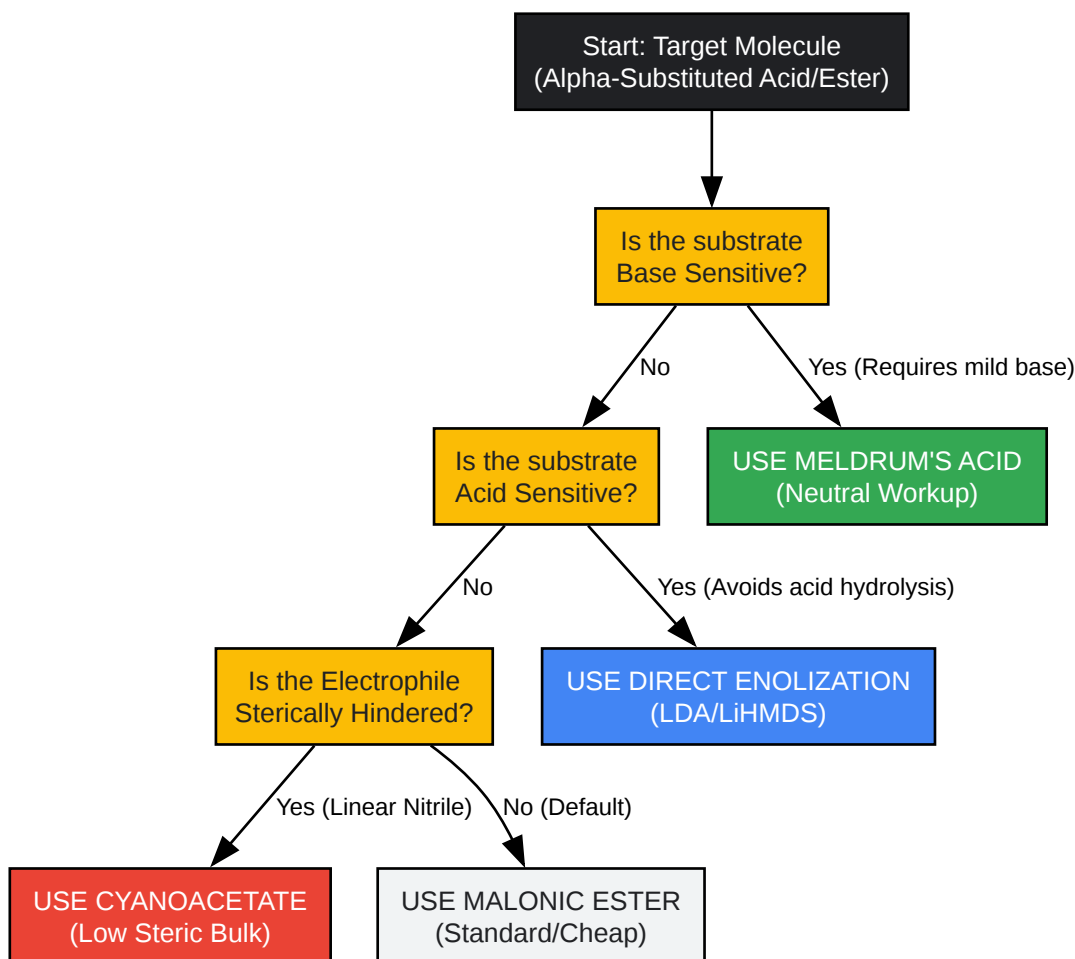 Start: Target Molecule
(Alpha-Substituted Acid/Ester)
Is the substrate
Base Sensitive?
No
Yes (Requires mild base)
Is the substrate
Acid Sensitive?
USE MELDRUM'S ACID
(Neutral Workup)
No
Yes (Avoids acid hydrolysis)
Is the Electrophile
Sterically Hindered?
USE DIRECT ENOLIZATION
(LDA/LiHMDS)
Yes (Linear Nitrile)
No (Default)
USE CYANOACETATE
(Low Steric Bulk)
USE MALONIC ESTER
(Standard/Cheap)